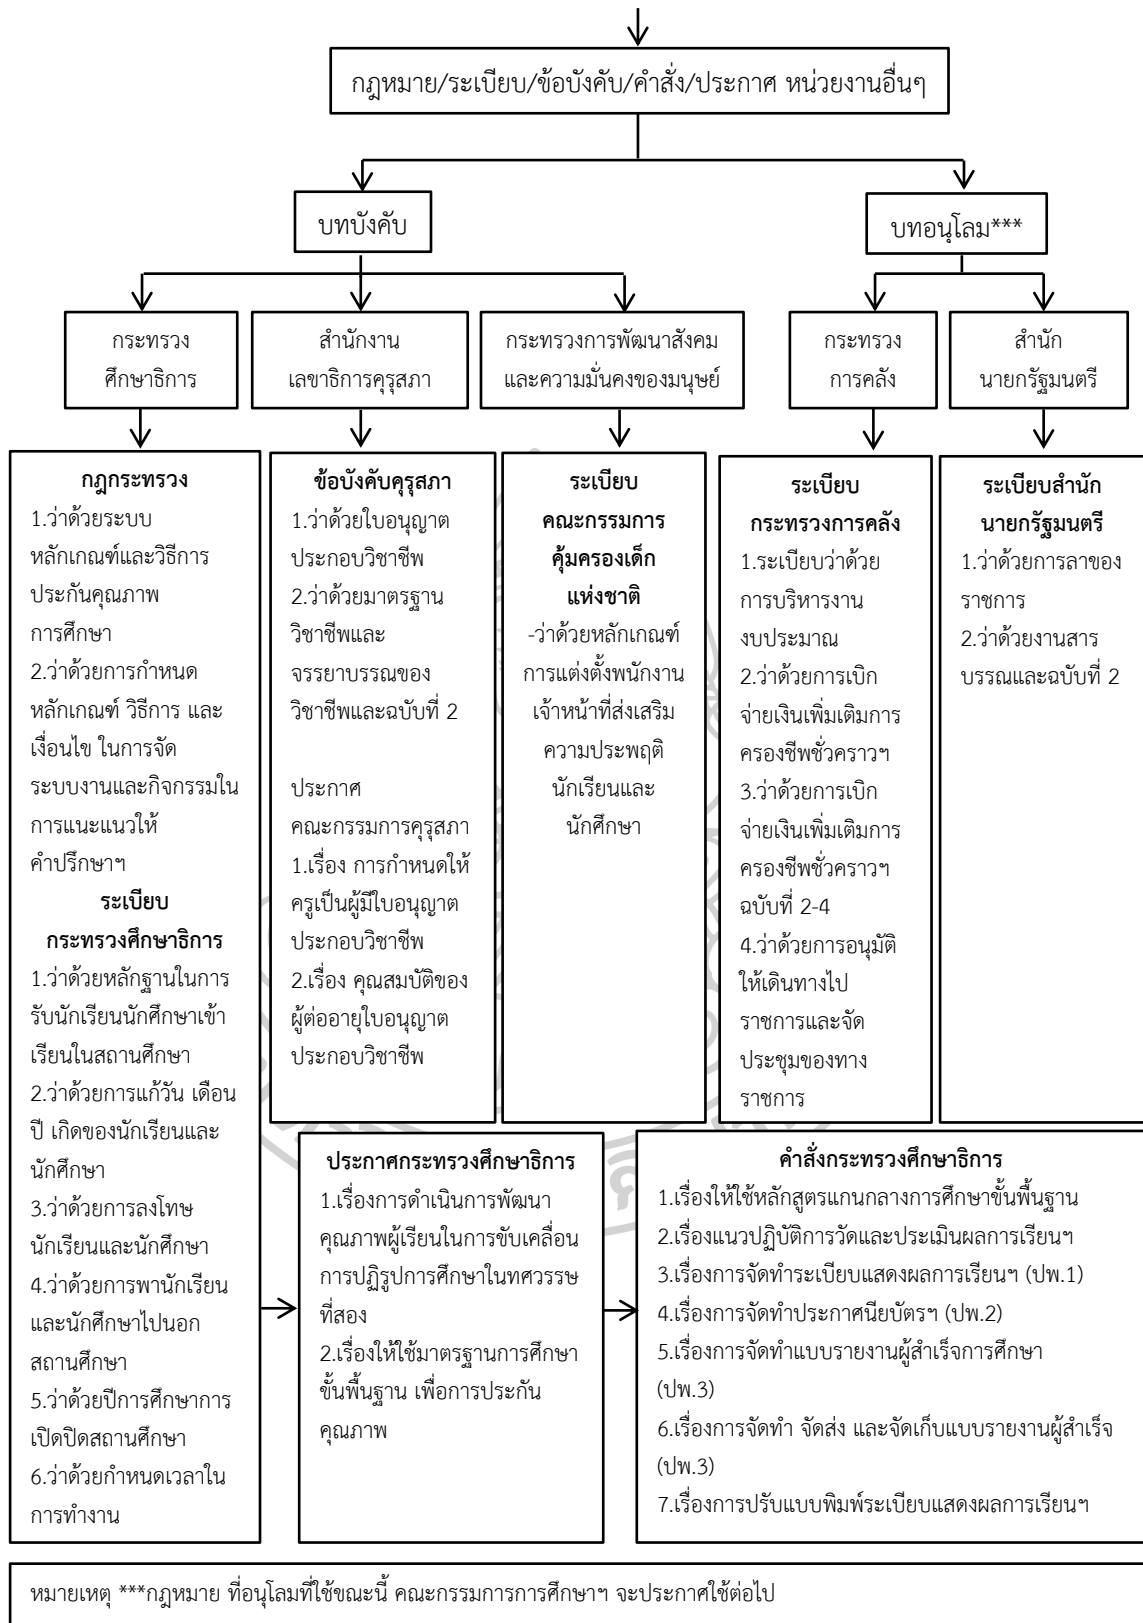 กฎหมาย/ระเบียบ/ข้อบังคับ/คำสั่ง/ประกาศ หน่วยงานอื่นๆ
บทบังคับ
บทอนุโลม***
กระทรวง
ศึกษาธิการ
สำนักงาน
เลขาธิการคุรุสภา
กระทรวงการพัฒนาสังคม
และความมั่นคงของมนุษย์
กระทรวง
การคลัง
สำนัก
นายกรัฐมนตรี
กฎกระทรวง
1.ว่าด้วยระบบ
หลักเกณฑ์และวิธีการ
ประกันคุณภาพ
การศึกษา
2.ว่าด้วยการกำหนด
หลักเกณฑ์ วิธีการ และ
เงื่อนไข ในการจัด
ระบบงานและกิจกรรมใน
การแนะแนวให้
คำปรึกษาฯ
ระเบียบ
กระทรวงศึกษาธิการ
1.ว่าด้วยหลักฐานในการ
รับนักเรียนนักศึกษาเข้า
เรียนในสถานศึกษา
2.ว่าด้วยการแก้วัน เดือน
ปี เกิดของนักเรียนและ
นักศึกษา
3.ว่าด้วยการลงโทษ
นักเรียนและนักศึกษา
4.ว่าด้วยการพานักเรียน
และนักศึกษาไปนอก
สถานศึกษา
5.ว่าด้วยปีการศึกษาการ
เปิดปิดสถานศึกษา
6.ว่าด้วยกำหนดเวลาใน
การทำงาน
ข้อบังคับคุรุสภา
1.ว่าด้วยใบอนุญาต
ประกอบวิชาชีพ
2.ว่าด้วยมาตรฐาน
วิชาชีพและ
จรรยาบรรณของ
วิชาชีพและฉบับที่ 2
ประกาศ
คณะกรรมการคุรุสภา
1.เรื่อง การกำหนดให้
ครูเป็นผู้มีใบอนุญาต
ประกอบวิชาชีพ
2.เรื่อง คุณสมบัติของ
ผู้ต่ออายุใบอนุญาต
ประกอบวิชาชีพ
ระเบียบ
คณะกรรมการ
คุ้มครองเด็ก
แห่งชาติ
-ว่าด้วยหลักเกณฑ์
การแต่งตั้งพนักงาน
เจ้าหน้าที่ส่งเสริม
ความประพฤติ
นักเรียนและ
นักศึกษา
ระเบียบ
กระทรวงการคลัง
1.ระเบียบว่าด้วย
การบริหารงาน
งบประมาณ
2.ว่าด้วยการเบิก
จ่ายเงินเพิ่มเติมการ
ครองชีพชั่วคราวฯ
3.ว่าด้วยการเบิก
จ่ายเงินเพิ่มเติมการ
ครองชีพชั่วคราวฯ
ฉบับที่ 2-4
4.ว่าด้วยการอนุมัติ
ให้เดินทางไป
ราชการและจัด
ประชุมของทาง
ราชการ
ระเบียบสำนัก
นายกรัฐมนตรี
1.ว่าด้วยการลาของ
ราชการ
2.ว่าด้วยงานสาร
บรรณและฉบับที่ 2
ประกาศกระทรวงศึกษาธิการ
1.เรื่องการดำเนินการพัฒนา
คุณภาพผู้เรียนในการขับเคลื่อน
การปฏิรูปการศึกษาในทศวรรษ
ที่สอง
2.เรื่องให้ใช้มาตรฐานการศึกษา
ขั้นพื้นฐาน เพื่อการประกัน
คุณภาพ
คำสั่งกระทรวงศึกษาธิการ
1.เรื่องให้ใช้หลักสูตรแกนกลางการศึกษาขั้นพื้นฐาน
2.เรื่องแนวปฏิบัติการวัดและประเมินผลการเรียนฯ
3.เรื่องการจัดทำระเบียบแสดงผลการเรียนฯ (ปพ.1)
4.เรื่องการจัดทำประกาศนียบัตรฯ (ปพ.2)
5.เรื่องการจัดทำแบบรายงานผู้สำเร็จการศึกษา
(ปพ.3)
6.เรื่องการจัดทำ จัดส่ง และจัดเก็บแบบรายงานผู้สำเร็จ
(ปพ.3)
7.เรื่องการปรับแบบพิมพ์ระเบียบแสดงผลการเรียนฯ
หมายเหตุ ***กฎหมาย ที่อนุโลมที่ใช้ขณะนี้ คณะกรรมการการศึกษาฯ จะประกาศใช้ต่อไป